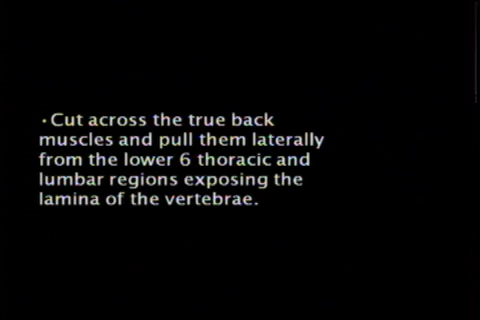 ·Cut across the true back
muscles and pull them laterally
from the lower 6 thoracic and
lumbar regions exposing the
lamina of the vertebrae.